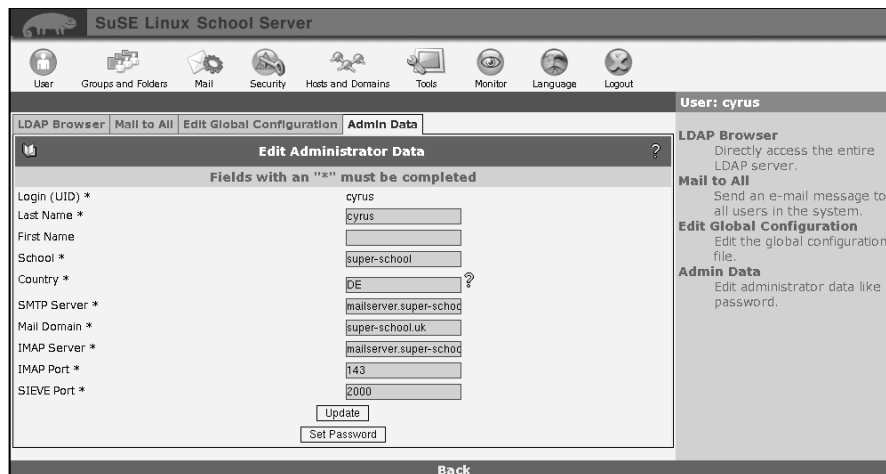 SuSE Linux School Server
User Groups and Folders Mail Security Hosts and Domains Tools Monitor Language Logout
User: cyrus
LDAP Browser Mail to All Edit Global Configuration Admin Data
Edit Administrator Data ?
Fields with an "*" must be completed
Login (UID) * cyrus
Last Name * cyrus
First Name
School * super-school
Country * DE ?
SMTP Server * mailserver.super-schoo
Mail Domain * super-school.uk
IMAP Server * mailserver.super-schoo
IMAP Port * 143
SIEVE Port * 2000
Update
Set Password
Back
LDAP Browser
Directly access the entire
LDAP server.
Mail to All
Send an e-mail message to
all users in the system.
Edit Global Configuration
Edit the global configuration
file.
Admin Data
Edit administrator data like
password.